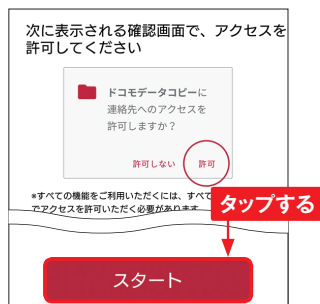 次に表示される確認画面で、アクセスを
許可してください
ドコモデータコピーに
連絡先へのアクセスを
許可しますか？
許可しない 許可
*すべての機能をご利用いただくには、すべて
でアクセスを許可いただく必要があります
タップする
スタート